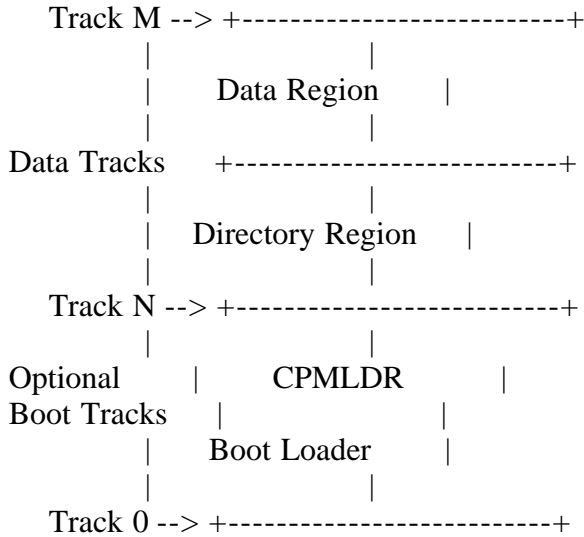 Track M --> +----------------------------+
| |
| Data Region |
| |
Data Tracks +---------------------------+
| |
| Directory Region |
| |
Track N --> +---------------------------+
| |
Optional | CPMLDR |
Boot Tracks | |
| Boot Loader |
| |
Track 0 --> +---------------------------+